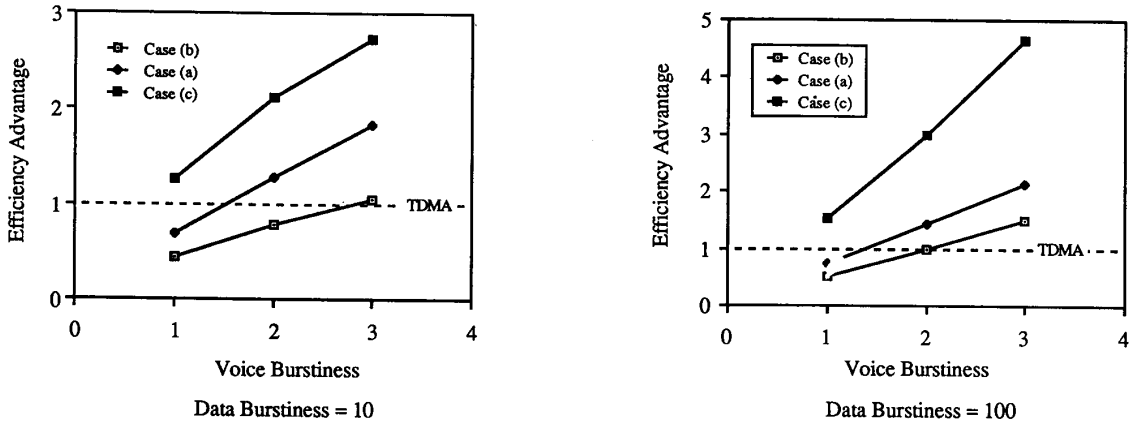 Efficiency Advantage
3
2
1
0
Case (b)
Case (a)
Case (c)
TDMA
0 1 2 3 4
Voice Burstiness
Data Burstiness = 10
Efficiency Advantage
5
4
3
2
1
0
Case (b)
Case (a)
Case (c)
TDMA
0 1 2 3 4
Voice Burstiness
Data Burstiness = 100